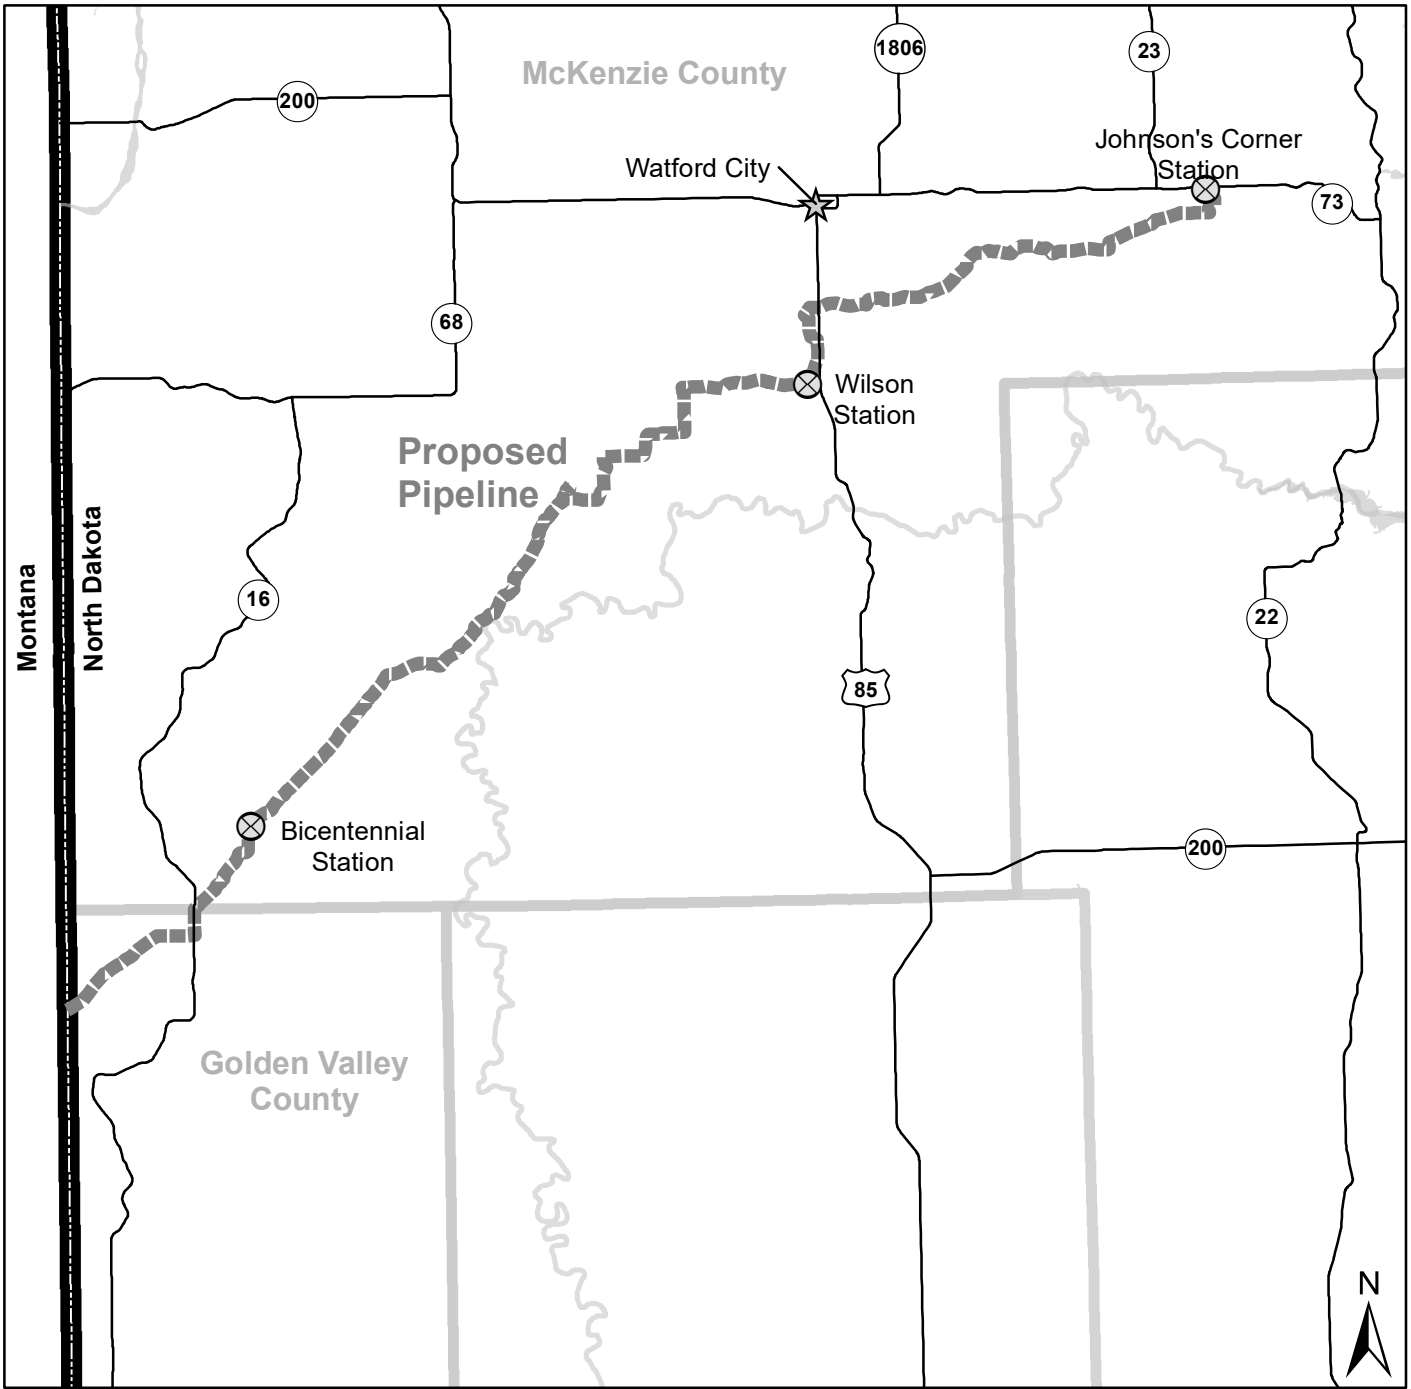 1806
23
McKenzie County
200
Johnson's Corner
Station
Watford City
73
68
Wilson
Station
Proposed
Pipeline
Montana
North Dakota
16
22
85
Bicentennial
Station
200
Golden Valley
County
N